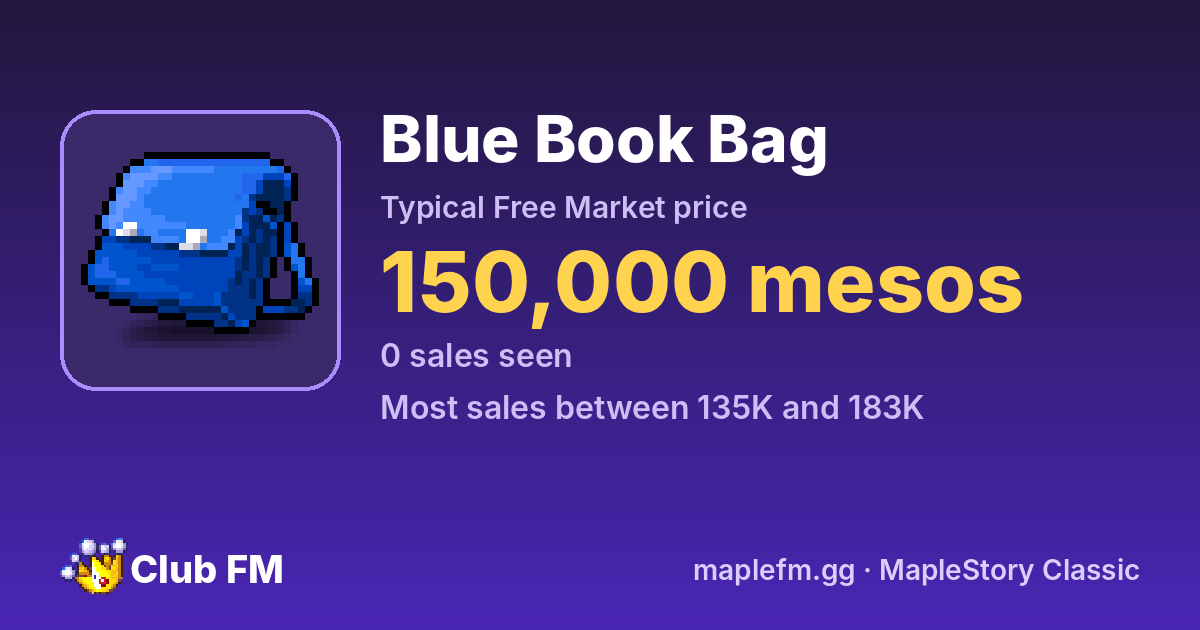 Blue Book Bag
Typical Free Market price
150,000 mesos
0 sales seen
Most sales between 135K and 183K
Club FM
maplefm.gg · MapleStory Classic